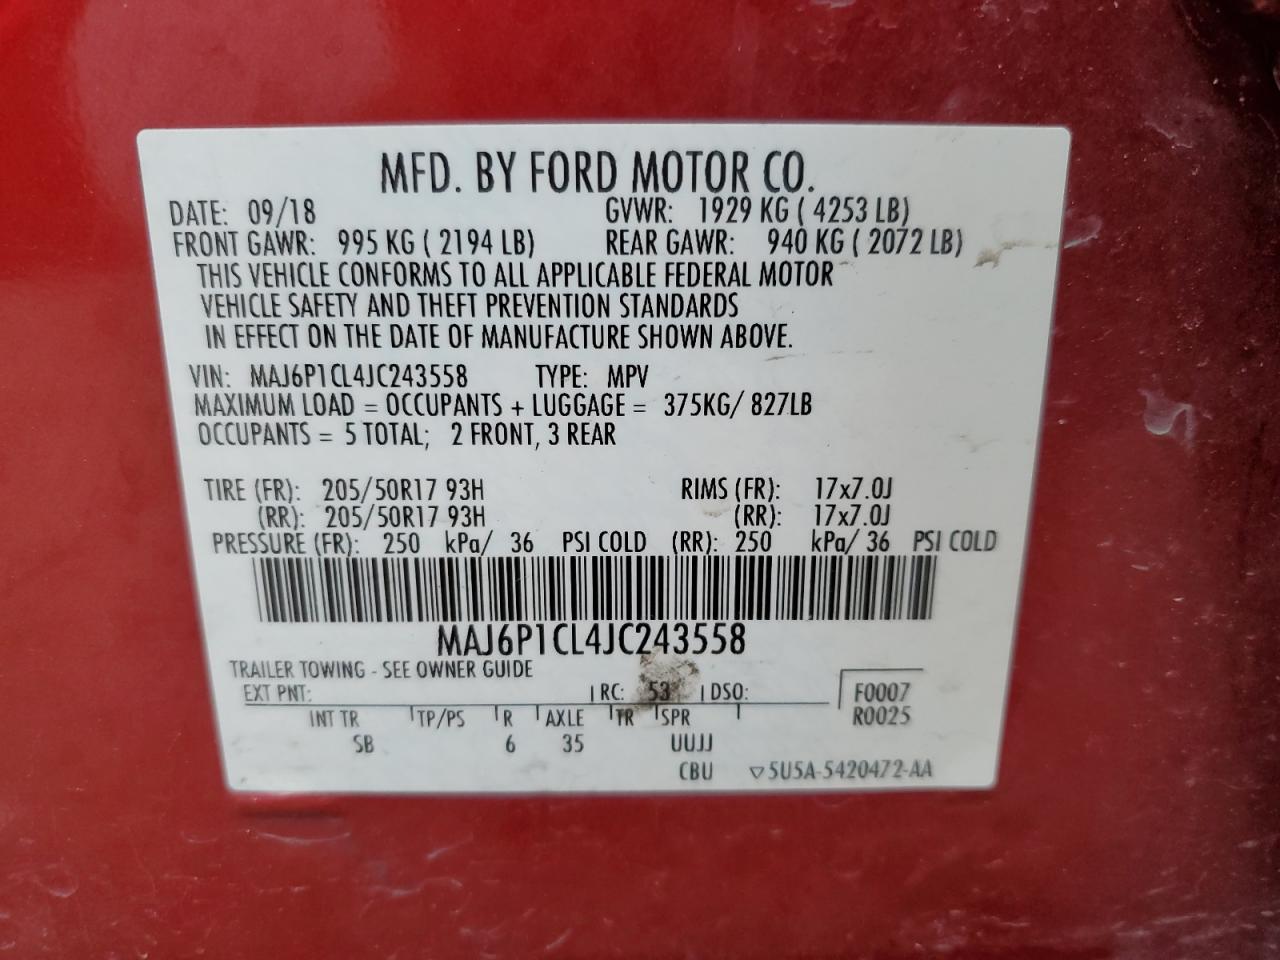 MFD. BY FORD MOTOR CO.
DATE: 09/18 GVWR: 1929 KG ( 4253 LB)
FRONT GAWR: 995 KG ( 2194 LB) REAR GAWR: 940 KG ( 2072 LB)
THIS VEHICLE CONFORMS TO ALL APPLICABLE FEDERAL MOTOR
VEHICLE SAFETY AND THEFT PREVENTION STANDARDS
IN EFFECT ON THE DATE OF MANUFACTURE SHOWN ABOVE.
VIN: MAJ6P1CL4JC243558 TYPE: MPV
MAXIMUM LOAD = OCCUPANTS + LUGGAGE = 375KG/ 827LB
OCCUPANTS = 5 TOTAL; 2 FRONT, 3 REAR
TIRE (FR): 205/50R17 93H RIMS (FR): 17x7.0J
(RR): 205/50R17 93H (RR): 17x7.0J
PRESSURE (FR): 250 kPa/ 36 PSI COLD (RR): 250 kPa/ 36 PSI COLD
MAJ6P1CL4JC243558
TRAILER TOWING - SEE OWNER GUIDE
EXT PNT: RC: 53 DSO: F0007
INT TR TP/PS R AXLE TR SPR R0025
SB 6 35 UUJJ
CBU ▽5U5A-5420472-AA